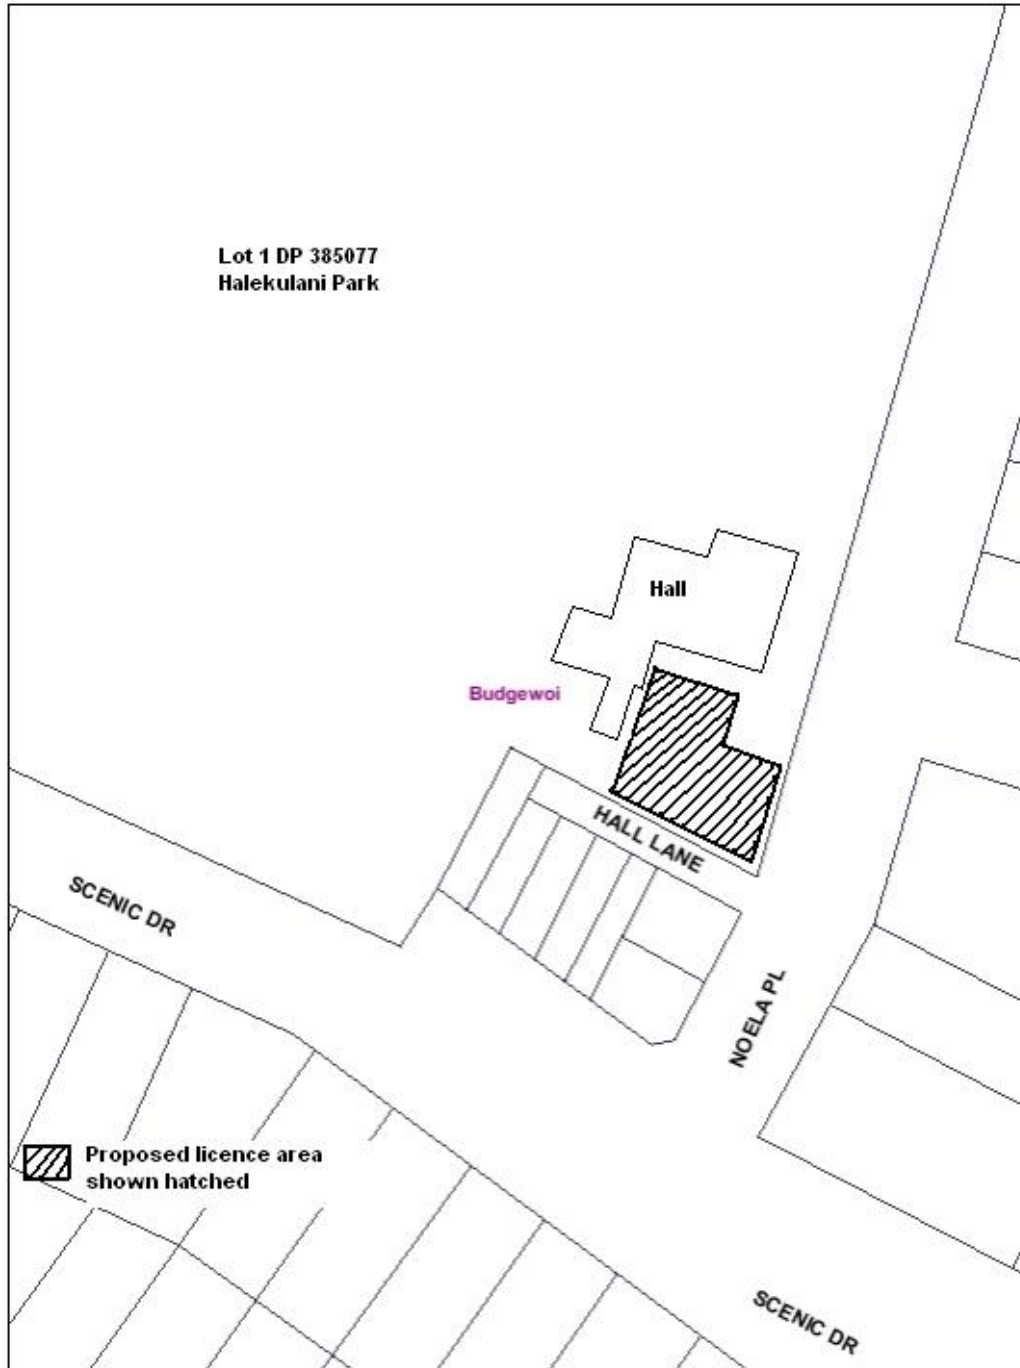 Lot 1 DP 385077
Halekulani Park
Hall
Budgewoi
HALL LANE
SCENIC DR
NOELA PL
Proposed licence area
shown hatched
SCENIC DR